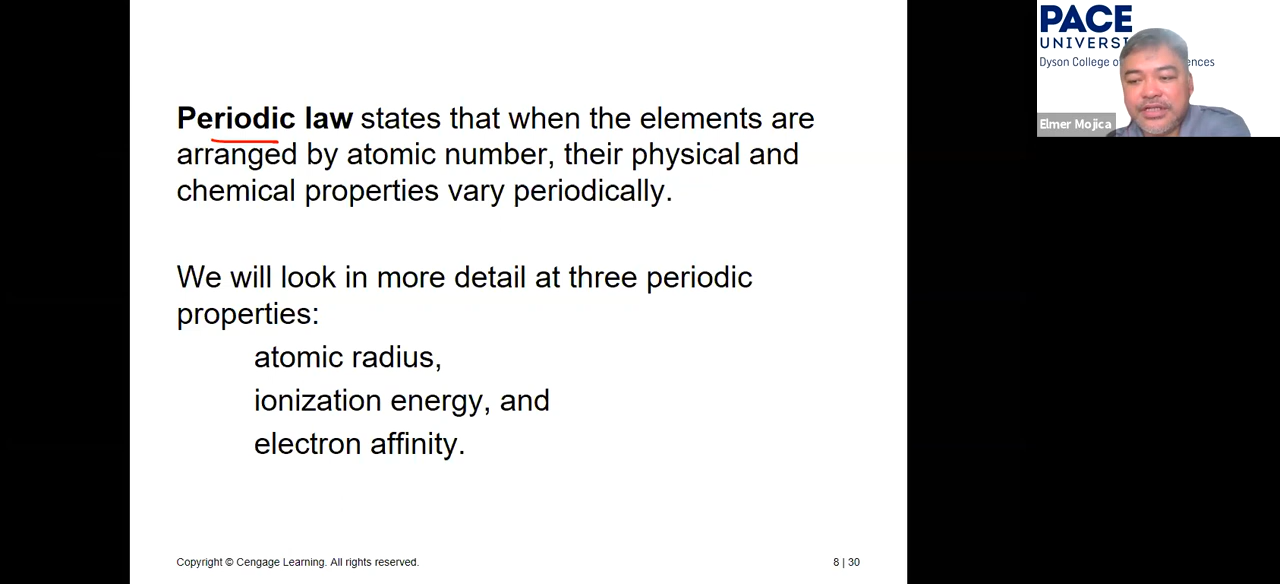 Periodic law states that when the elements are
arranged by atomic number, their physical and
chemical properties vary periodically.
We will look in more detail at three periodic
properties:
atomic radius,
ionization energy, and
electron affinity.
Copyright © Cengage Learning. All rights reserved.
8 | 30
PACE
UNIVERSI
Dyson College of ences
Elmer Mojica